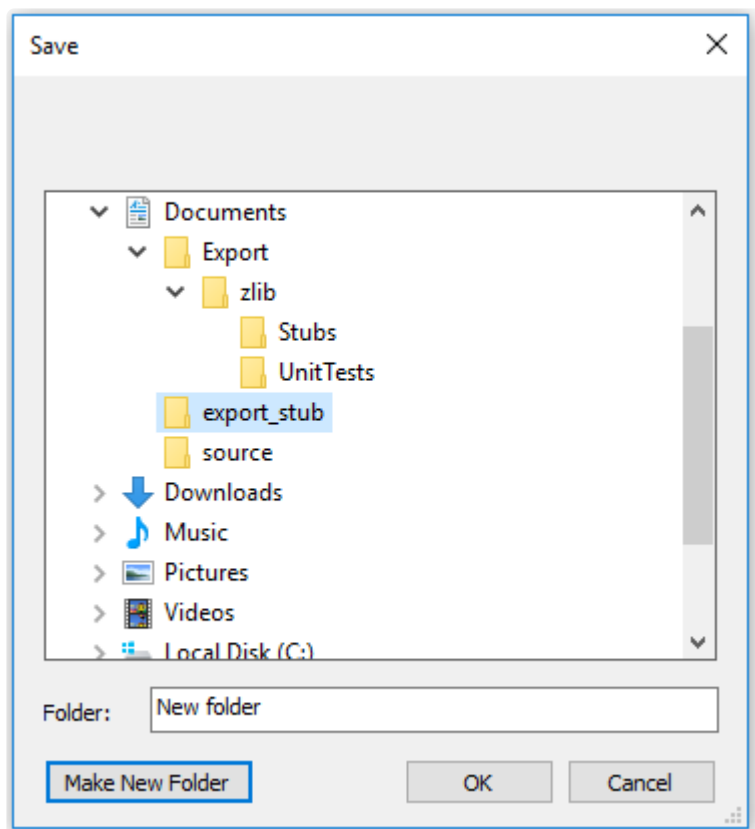 Save
Documents
Export
zlib
Stubs
UnitTests
export_stub
source
Downloads
Music
Pictures
Videos
Local Disk (C:)
Folder: New folder
Make New Folder OK Cancel